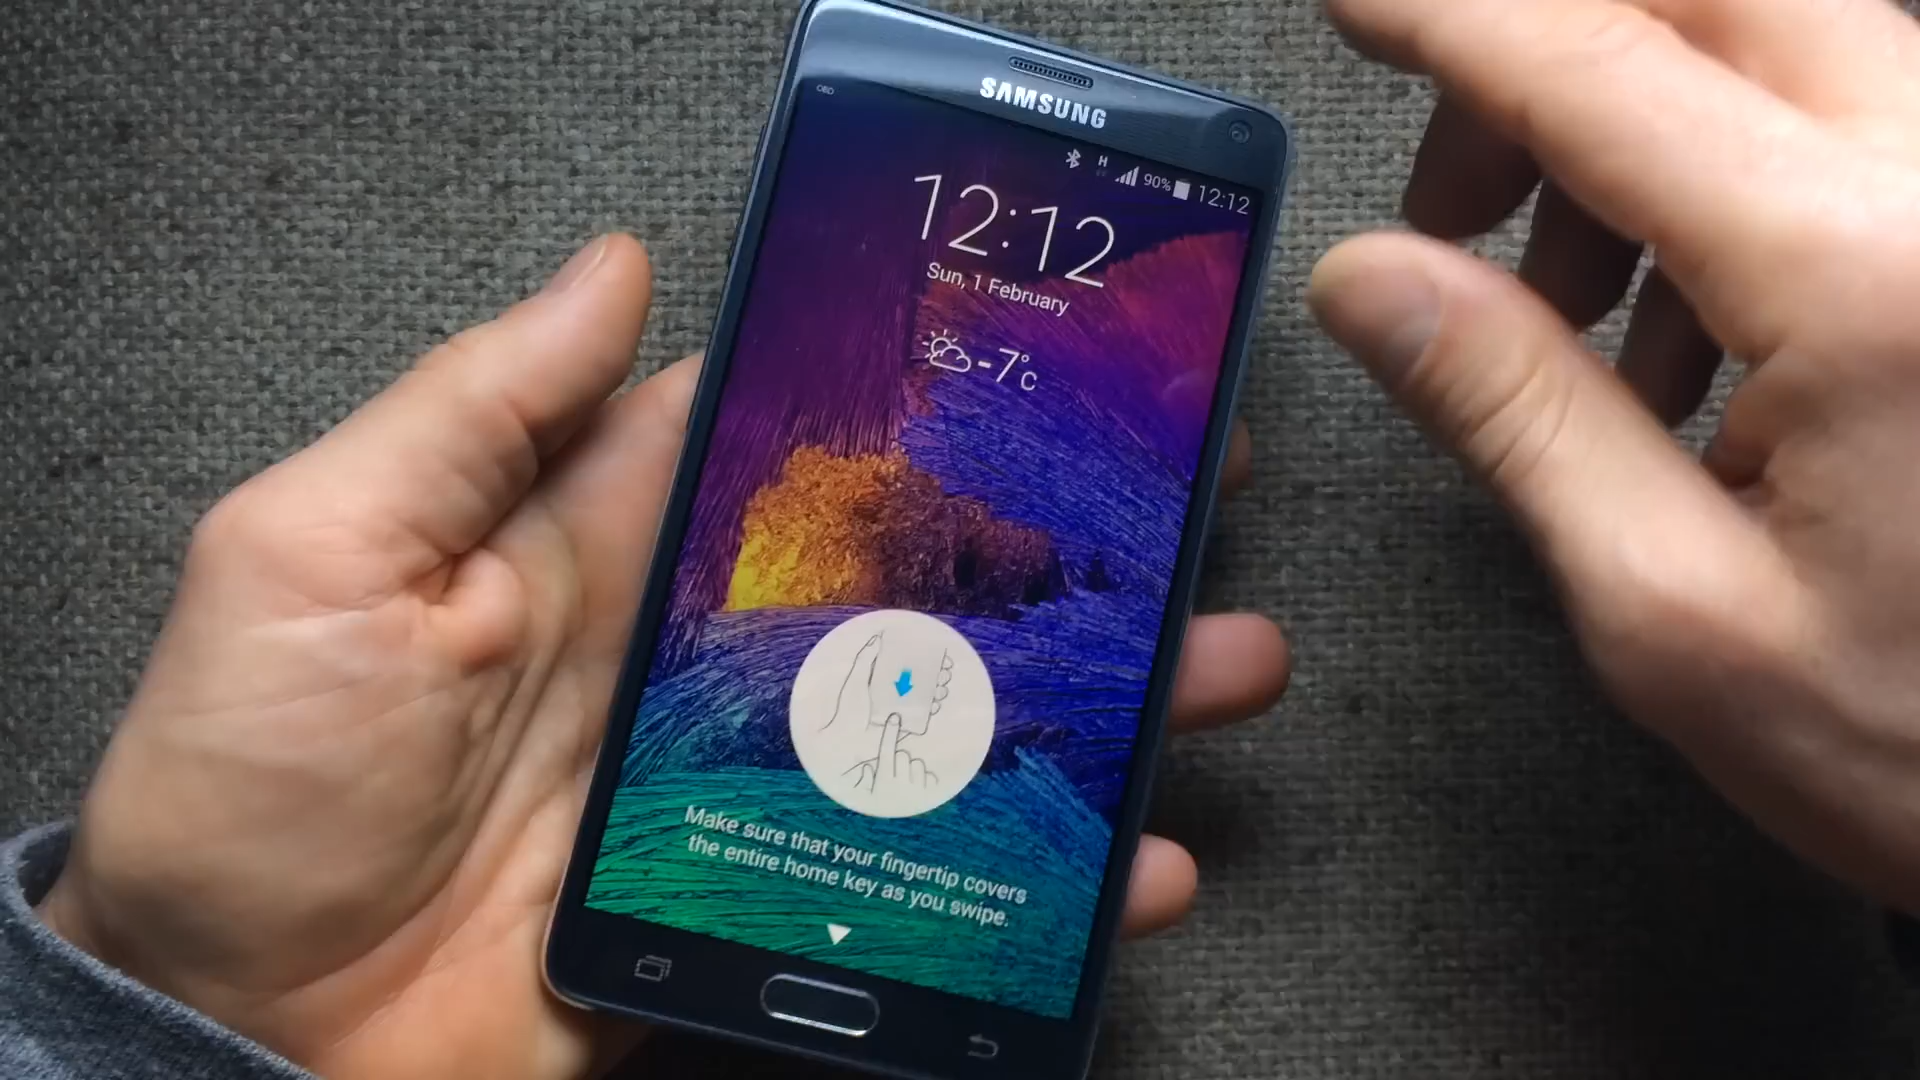 SAMSUNG
H
90%
12:12
12:12
Sun, 1 February
-7°C
Make sure that your fingertip covers
the entire home key as you swipe.